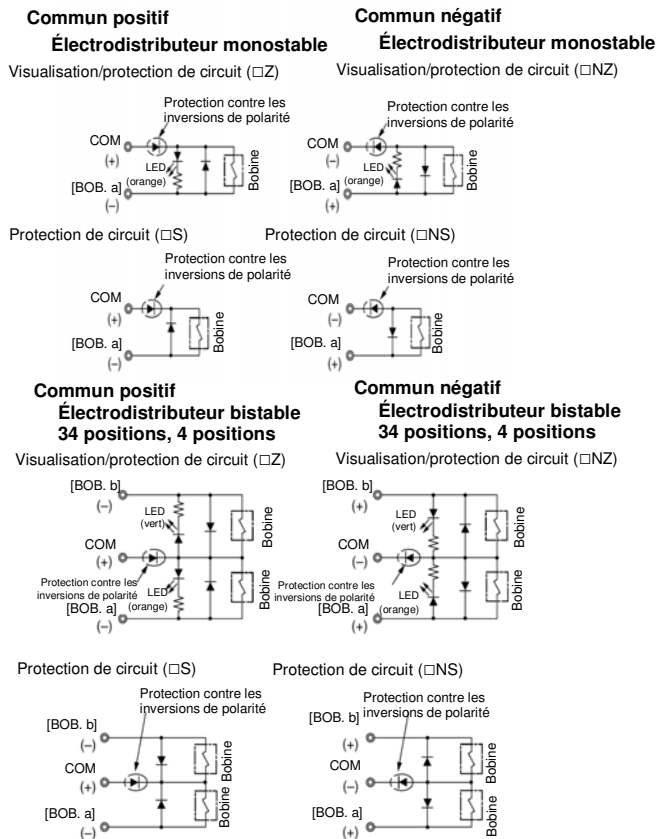 Commun positif
Électrodistributeur monostable
Visualisation/protection de circuit (□Z)
Protection contre les
inversions de polarité
COM
(+)
LED
(orange)
[BOB. a]
(−)
Bobine
Commun négatif
Électrodistributeur monostable
Visualisation/protection de circuit (□NZ)
Protection contre les
inversions de polarité
COM
(−)
LED
(orange)
[BOB. a]
(+)
Bobine
Protection de circuit (□S)
Protection contre les
inversions de polarité
COM
(+)
[BOB. a]
(−)
Bobine
Protection de circuit (□NS)
Protection contre les
inversions de polarité
COM
(−)
[BOB. a]
(+)
Bobine
Commun positif
Électrodistributeur bistable
34 positions, 4 positions
Visualisation/protection de circuit (□Z)
[BOB. b]
(−)
LED
(vert)
Bobine
COM
(+)
Protection contre les
inversions de polarité
LED
(orange)
[BOB. a]
(−)
Bobine
Commun négatif
Électrodistributeur bistable
34 positions, 4 positions
Visualisation/protection de circuit (□NZ)
[BOB. b]
(+)
LED
(vert)
Bobine
COM
(−)
Protection contre les
inversions de polarité
LED
(orange)
[BOB. a]
(+)
Bobine
Protection de circuit (□S)
Protection contre les
inversions de polarité
[BOB. b]
(−)
Bobine
COM
(+)
[BOB. a]
(−)
Bobine
Protection de circuit (□NS)
Protection contre les
inversions de polarité
[BOB. b]
(+)
Bobine
COM
(−)
[BOB. a]
(+)
Bobine